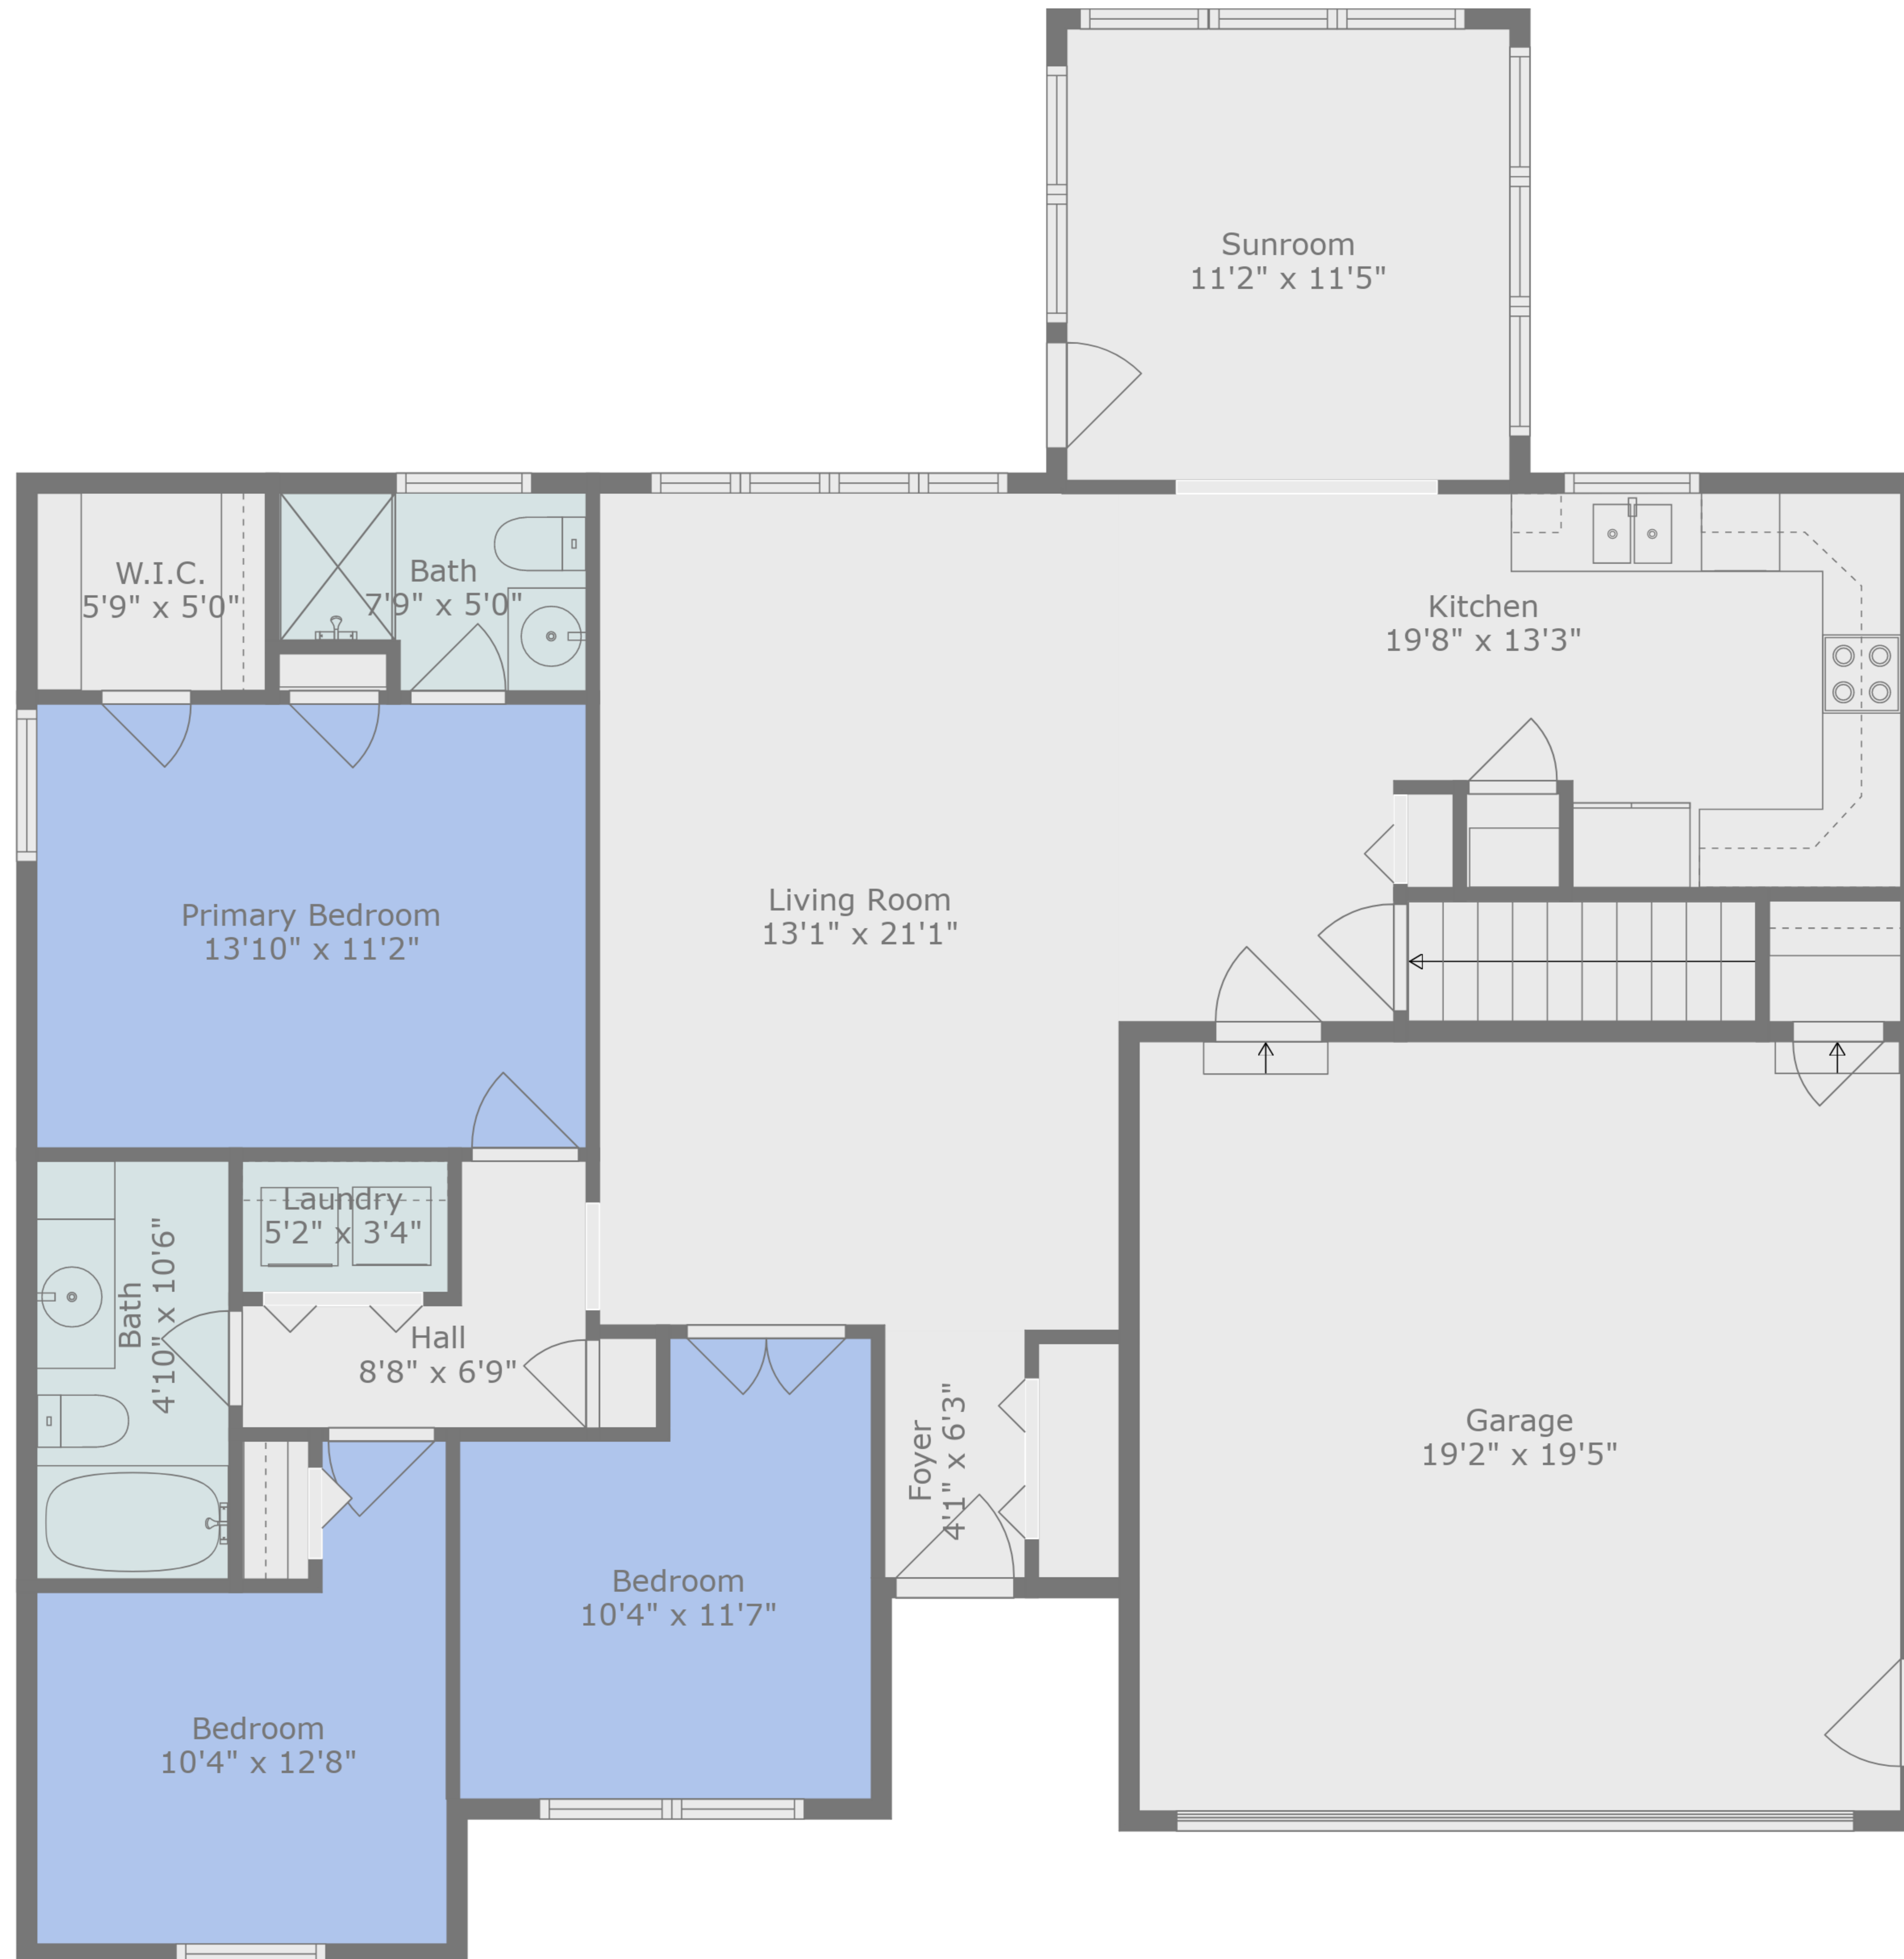 Sunroom
11'2" x 11'5"
W.I.C.
5'9" x 5'0"
Bath
7'9" x 5'0"
Kitchen
19'8" x 13'3"
Primary Bedroom
13'10" x 11'2"
Living Room
13'1" x 21'1"
Laundry
5'2" x 3'4"
Bath
4'10" x 10'6"
Hall
8'8" x 6'9"
Foyer
4'1" x 6'3"
Garage
19'2" x 19'5"
Bedroom
10'4" x 11'7"
Bedroom
10'4" x 12'8"